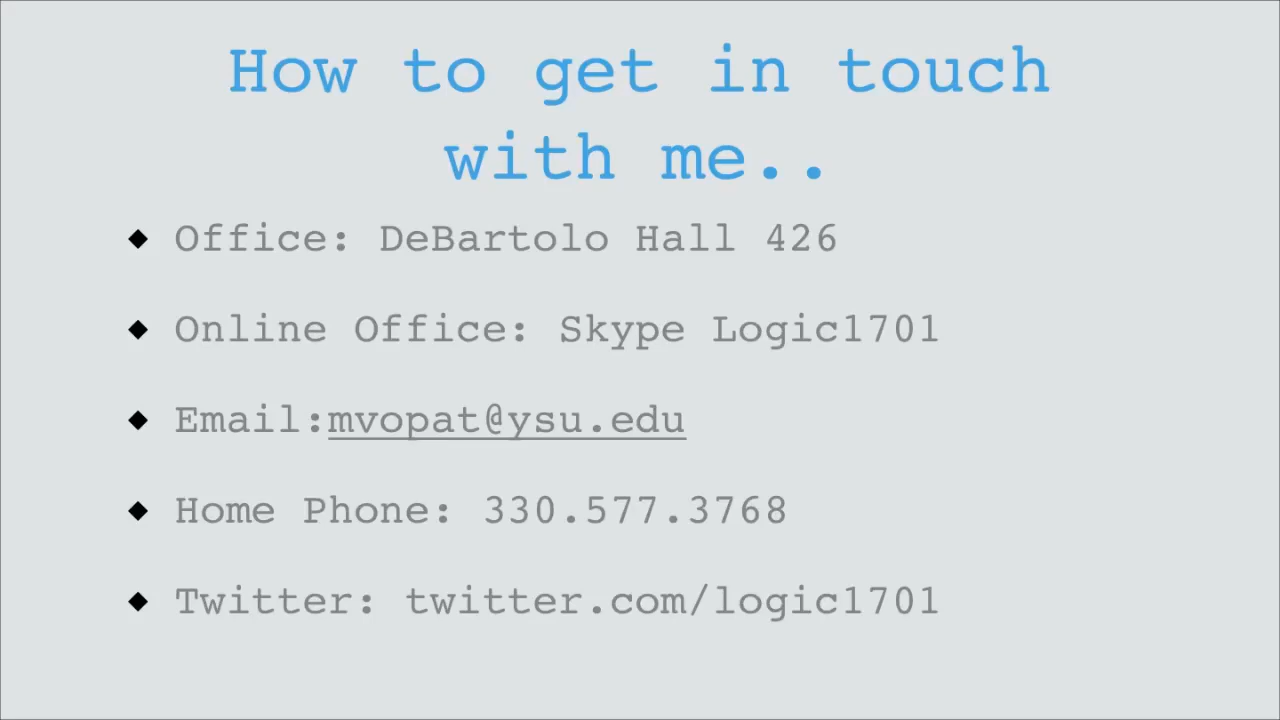 How to get in touch
with me..
Office: DeBartolo Hall 426
Online Office: Skype Logic1701
Email:mvopat@ysu.edu
Home Phone: 330.577.3768
Twitter: twitter.com/logic1701